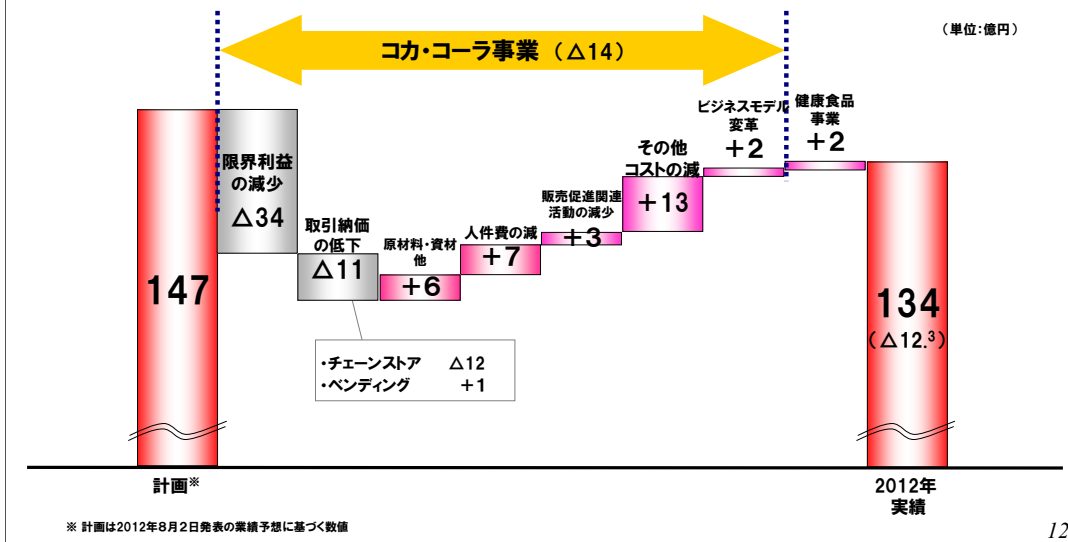 （単位:億円）
コカ・コーラ事業（△14）
147
限界利益
の減少
△34
取引納価
の低下
△11
・チェーンストア　△12
・ベンディング　＋1
原材料・資材
他
＋6
人件費の減
＋7
販売促進関連
活動の減少
＋3
その他
コストの減
＋13
ビジネスモデル
変革
＋2
健康食品
事業
＋2
134
（△12.³）
計画※
2012年
実績
※ 計画は2012年8月2日発表の業績予想に基づく数値
12